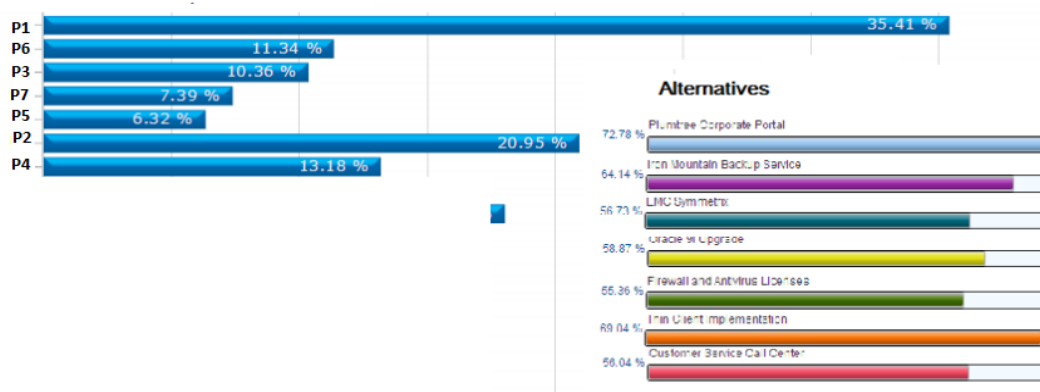 P1 35.41 %
P6 11.34 %
P3 10.36 %
P7 7.39 %
P5 6.32 %
P2 20.95 %
P4 13.18 %
Alternatives
Plumtree Corporate Portal
72.78 %
Iron Mountain Backup Service
64.14 %
EMC Symmetrix
56.73 %
Oracle 9i Upgrade
58.87 %
Firewall and Antivirus Licenses
55.36 %
Thin Client Implementation
69.04 %
Customer Service Call Center
56.04 %